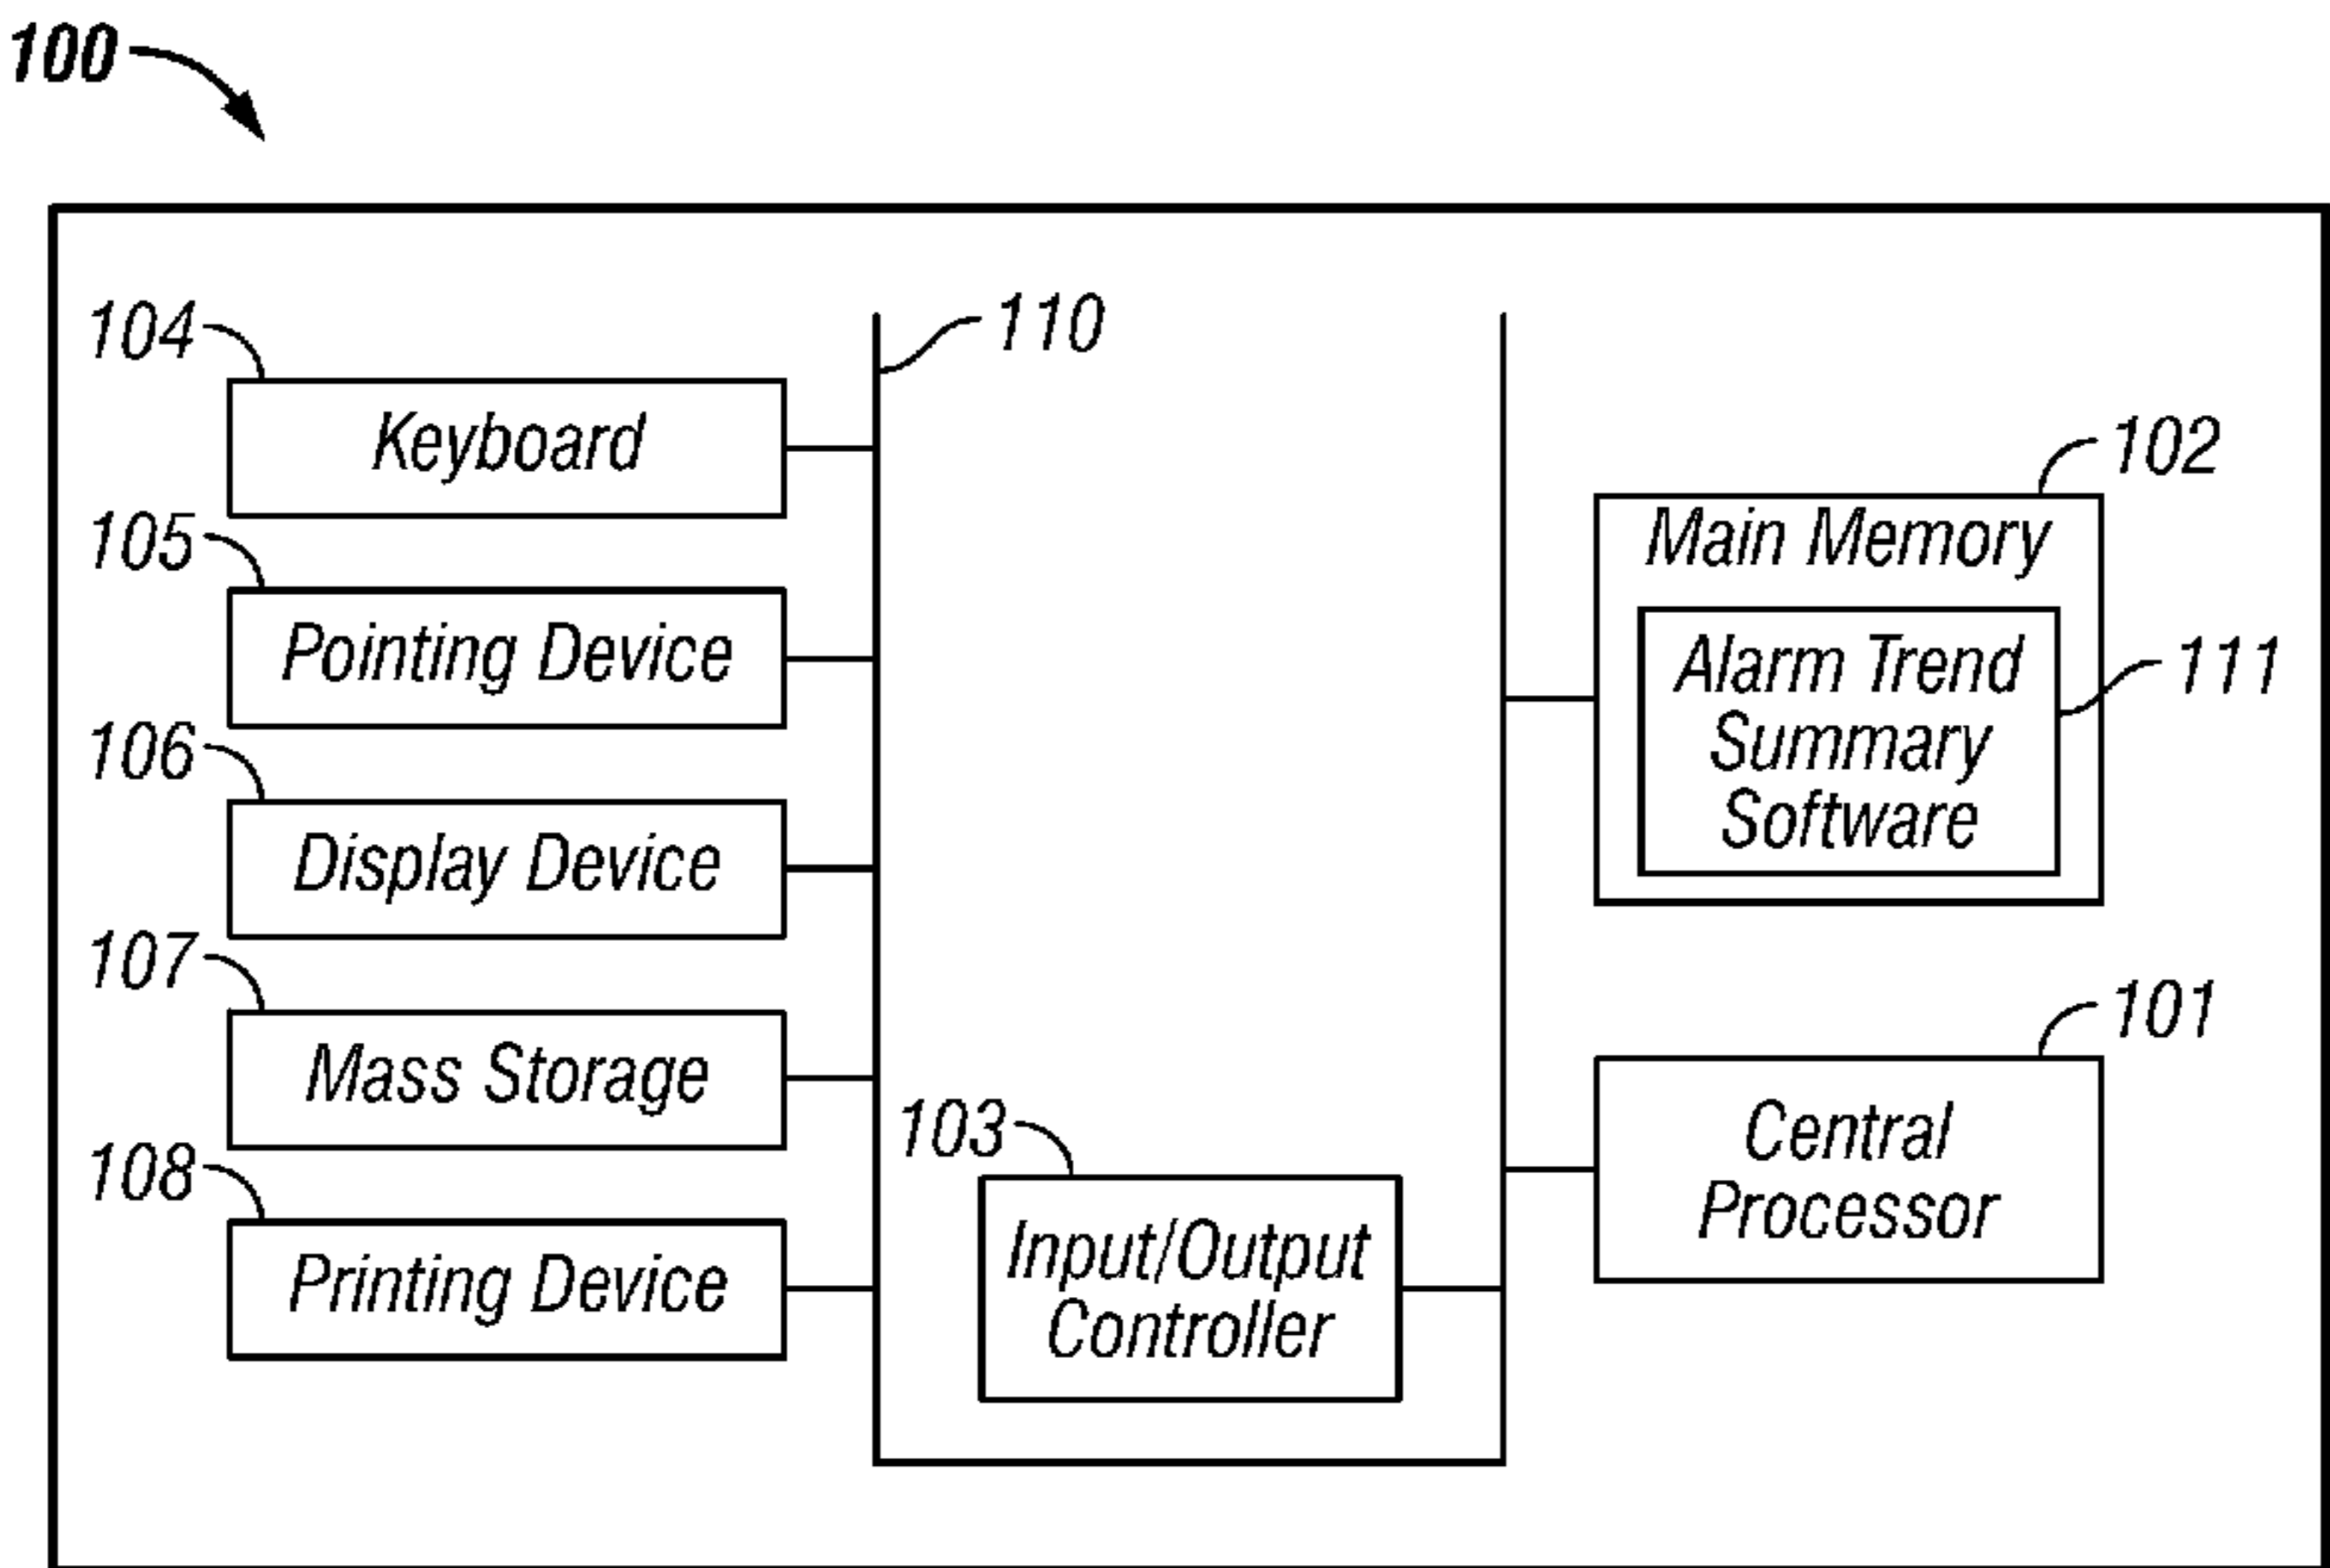 100
104
110
Keyboard
102
Main Memory
105
Pointing Device
Alarm Trend
Summary
Software
111
106
Display Device
107
Mass Storage
101
Central
Processor
103
Input/Output
Controller
108
Printing Device